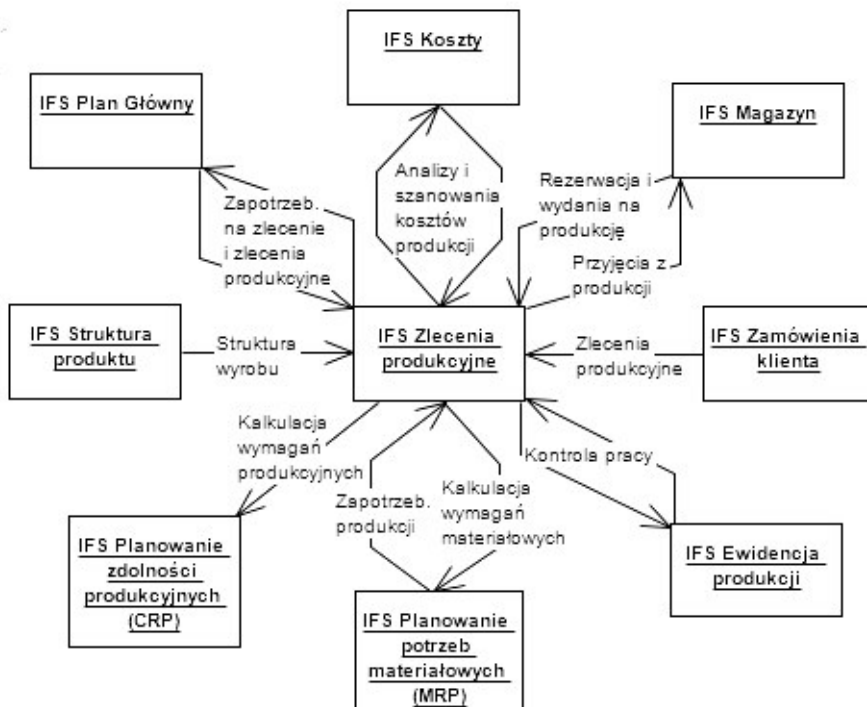 IFS Koszty
IFS Plan Główny
IFS Magazyn
Analizy i
szanowania
kosztów
produkcji
Rezerwacja i
wydania na
produkcję
Zapotrzeb.
na zlecenie
i zlecenia
produkcyjne
Przyjęcia z
produkcji
IFS Struktura
produktu
Struktura
wyrobu
IFS Zlecenia
produkcyjne
Zlecenia
produkcyjne
IFS Zamówienia
klienta
Kalkulacja
wymagań
produkcyjnych
Zapotrzeb.
produkcji
Kalkulacja
wymagań
materiałowych
Kontrola pracy
IFS Planowanie
zdolności
produkcyjnych
(CRP)
IFS Planowanie
potrzeb
materiałowych
(MRP)
IFS Ewidencja
produkcji